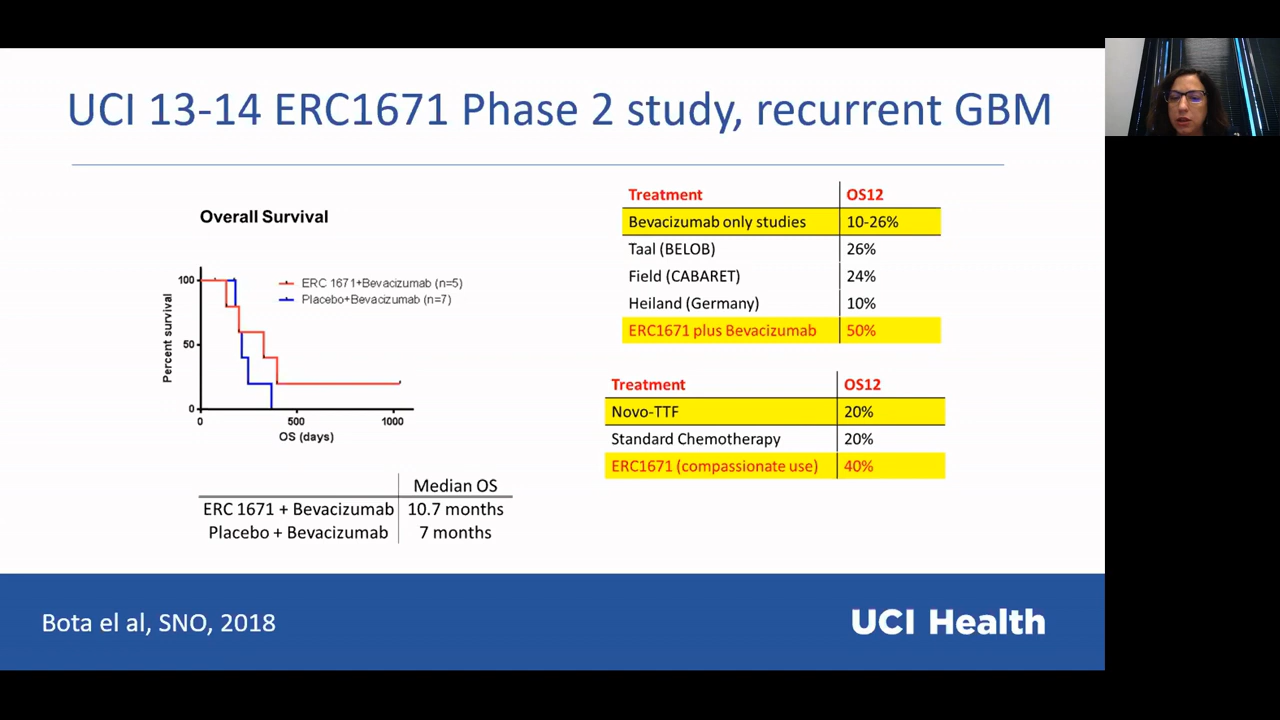 UCI 13-14 ERC1671 Phase 2 study, recurrent GBM
Overall Survival
ERC 1671+Bevacizumab (n=5)
Placebo+Bevacizumab (n=7)
Percent survival
100
50
0
0 500 1000
OS (days)
Median OS
ERC 1671 + Bevacizumab 10.7 months
Placebo + Bevacizumab 7 months
Treatment OS12
Bevacizumab only studies 10-26%
Taal (BELOB) 26%
Field (CABARET) 24%
Heiland (Germany) 10%
ERC1671 plus Bevacizumab 50%
Treatment OS12
Novo-TTF 20%
Standard Chemotherapy 20%
ERC1671 (compassionate use) 40%
Bota el al, SNO, 2018
UCI Health